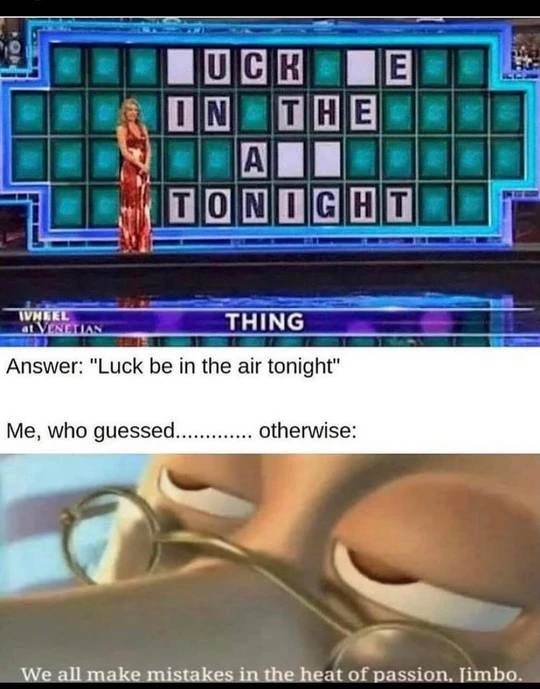 UCK E
IN THE
A
TONIGHT
WHEEL
at VENETIAN
THING
Answer: "Luck be in the air tonight"
Me, who guessed............. otherwise:
We all make mistakes in the heat of passion, Jimbo.